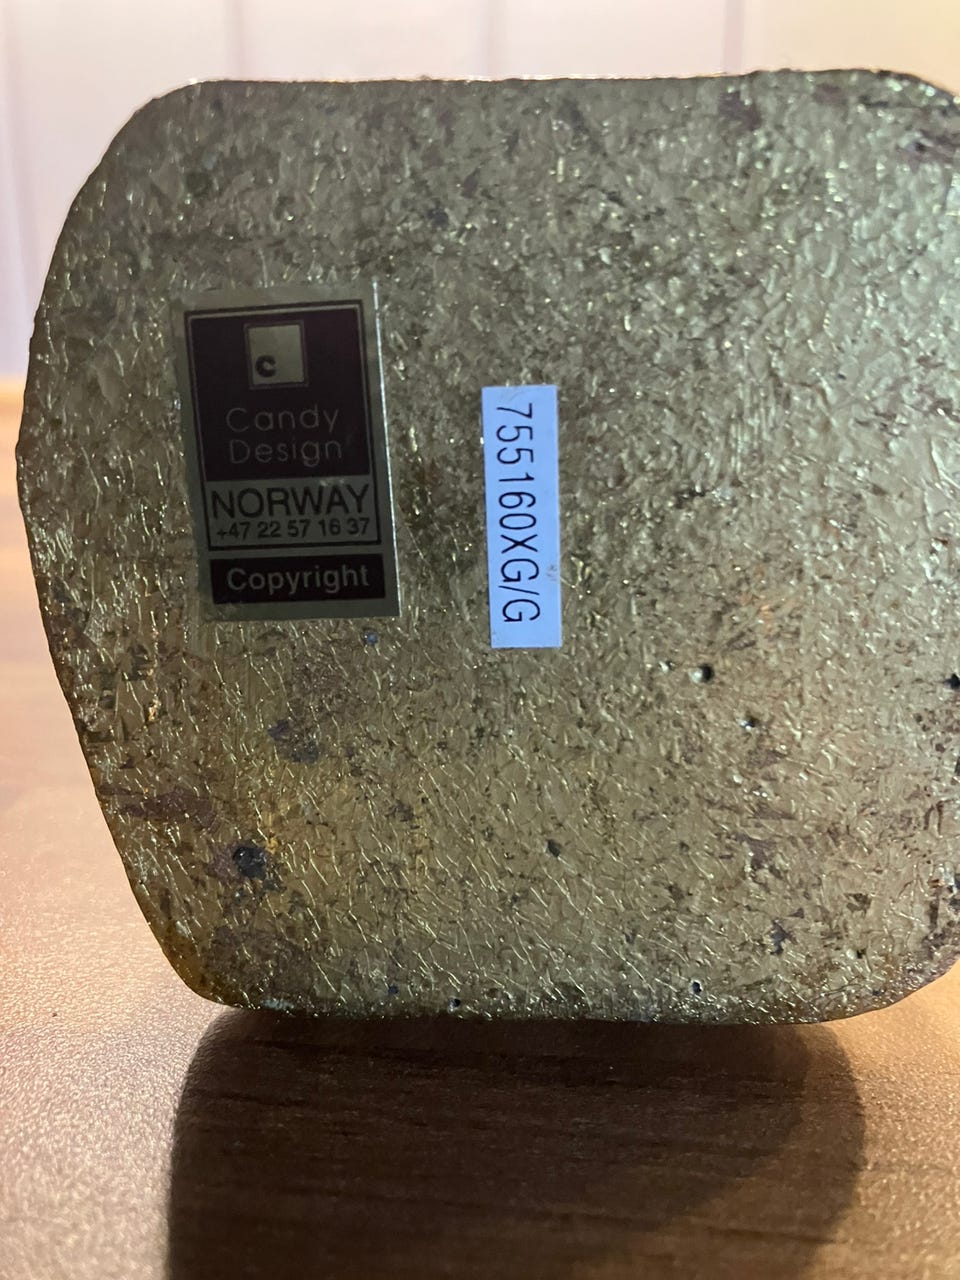 c
Candy
Design
NORWAY
+47 22 57 16 37
Copyright
755160XG/G